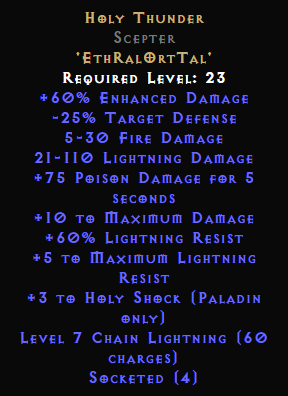 Holy Thunder
Scepter
'EthRalOrtTal'
Required Level: 23
+60% Enhanced Damage
-25% Target Defense
5-30 Fire Damage
21-110 Lightning Damage
+75 Poison Damage for 5
seconds
+10 to Maximum Damage
+60% Lightning Resist
+5 to Maximum Lightning
Resist
+3 to Holy Shock (Paladin
only)
Level 7 Chain Lightning (60
charges)
Socketed (4)